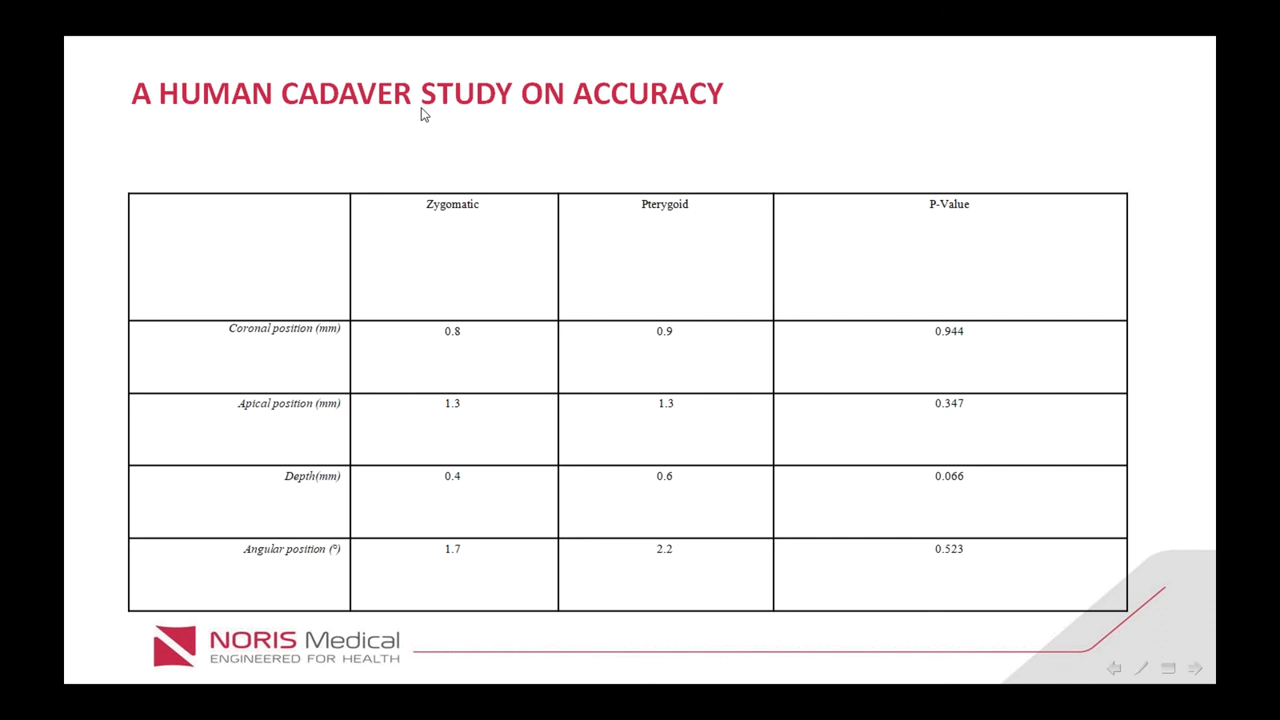 A HUMAN CADAVER STUDY ON ACCURACY
Zygomatic Pterygoid P-Value
Coronal position (mm) 0.8 0.9 0.944
Apical position (mm) 1.3 1.3 0.347
Depth(mm) 0.4 0.6 0.066
Angular position (°) 1.7 2.2 0.523
NORIS Medical
ENGINEERED FOR HEALTH